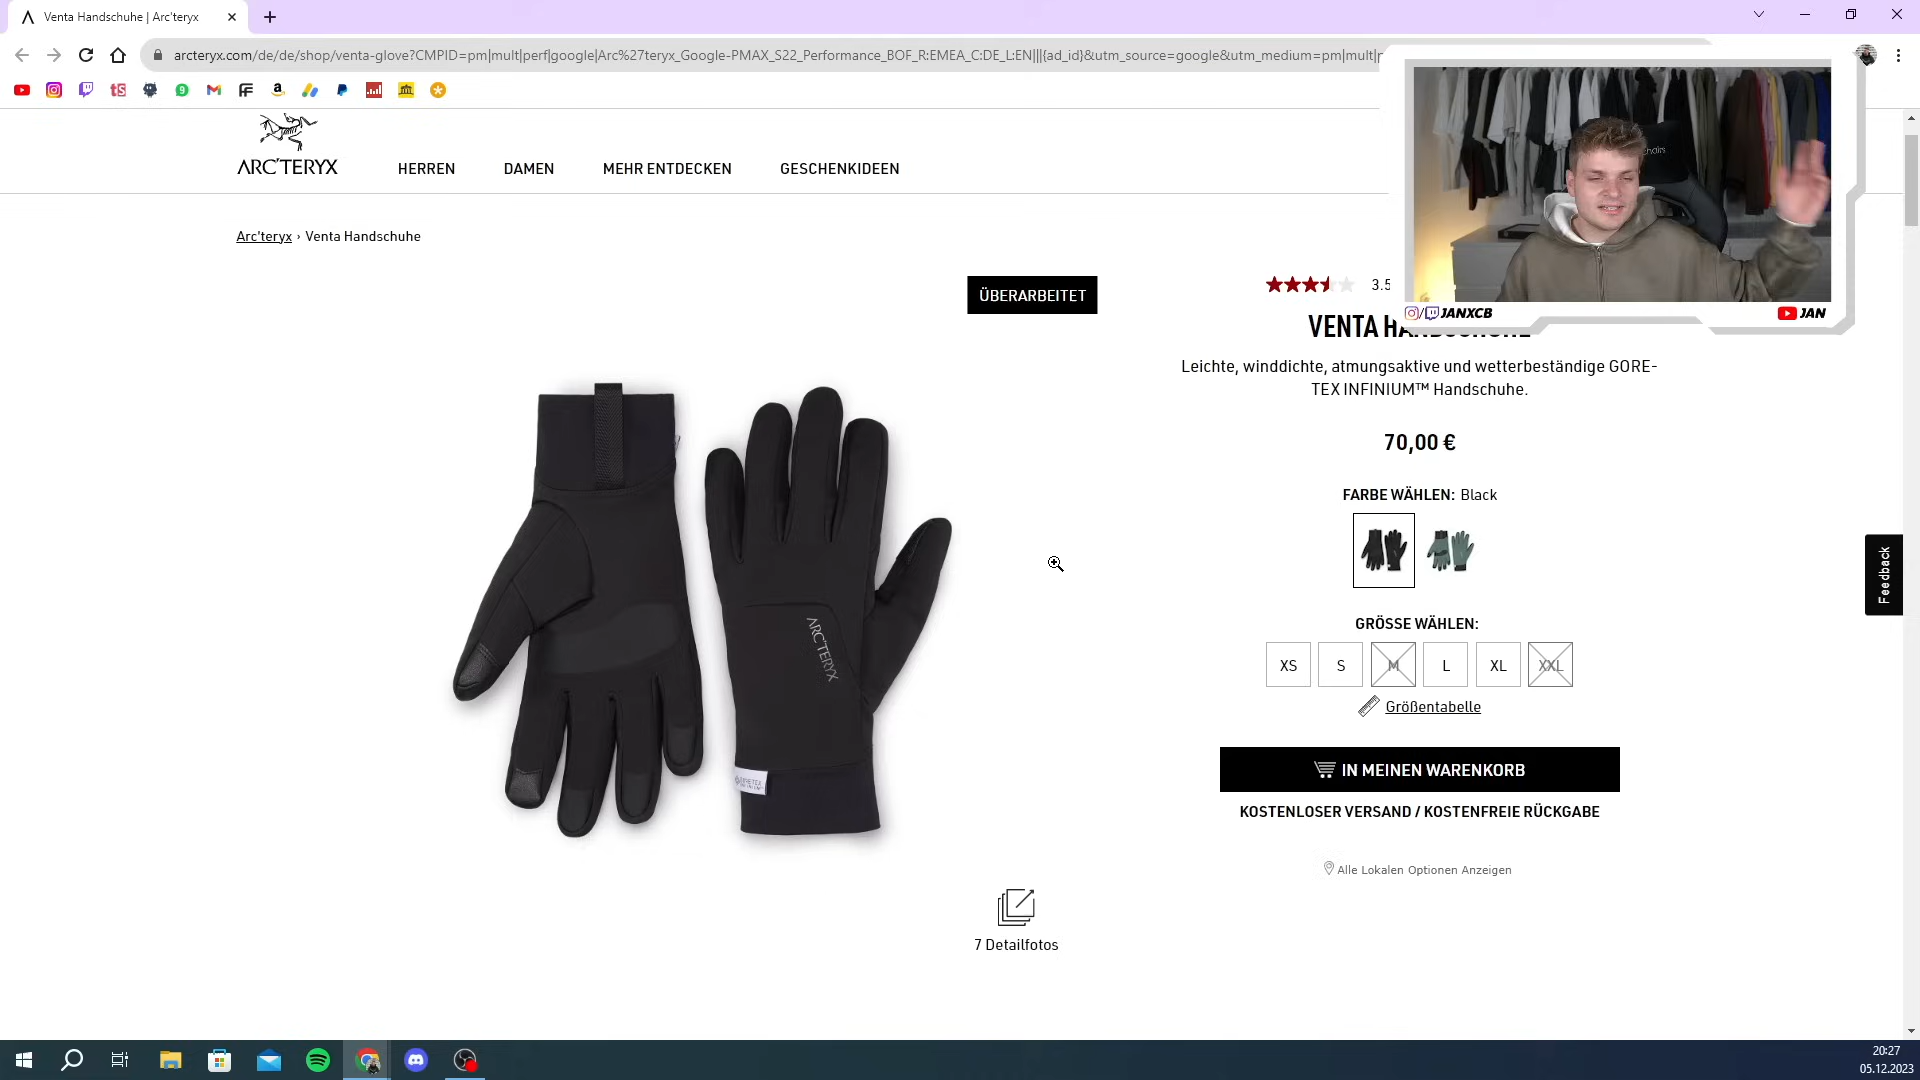 Venta Handschuhe | Arc'teryx
arcteryx.com/de/de/shop/venta-glove?CMPID=pm|mult|perf|google|Arc%27teryx_Google-PMAX_S22_Performance_BOF_R:EMEA_C:DE_L:EN|||{ad_id}&utm_source=google&utm_medium=pm|mult|p
ARC'TERYX
HERREN
DAMEN
MEHR ENTDECKEN
GESCHENKIDEEN
Arc'teryx › Venta Handschuhe
ÜBERARBEITET
3.5
JANXCB
JAN
VENTA HANDSCHUHE
Leichte, winddichte, atmungsaktive und wetterbeständige GORE-
TEX INFINIUM™ Handschuhe.
70,00 €
FARBE WÄHLEN: Black
GRÖSSE WÄHLEN:
XS S M L XL XXL
Größentabelle
IN MEINEN WARENKORB
KOSTENLOSER VERSAND / KOSTENFREIE RÜCKGABE
Alle Lokalen Optionen Anzeigen
ARC'TERYX
7 Detailfotos
Feedback
20:27
05.12.2023